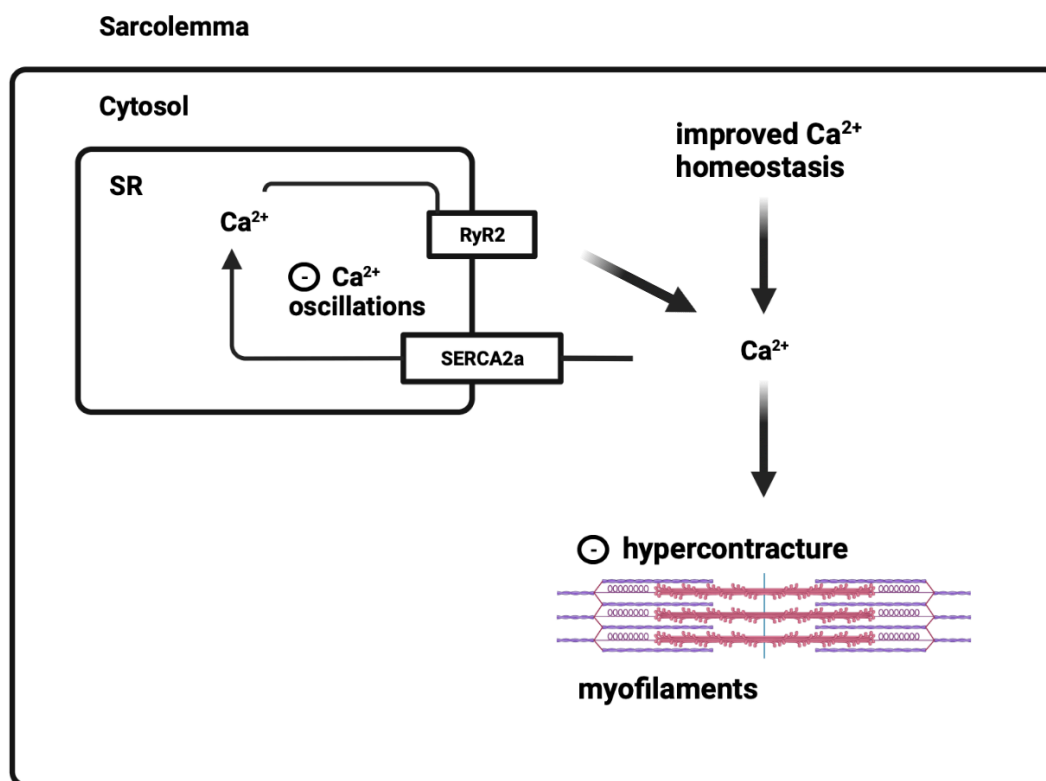 Sarcolemma
Cytosol
improved Ca²⁺
homeostasis
SR
Ca²⁺
RyR2
⊖ Ca²⁺
oscillations
SERCA2a
Ca²⁺
⊖ hypercontracture
myofilaments